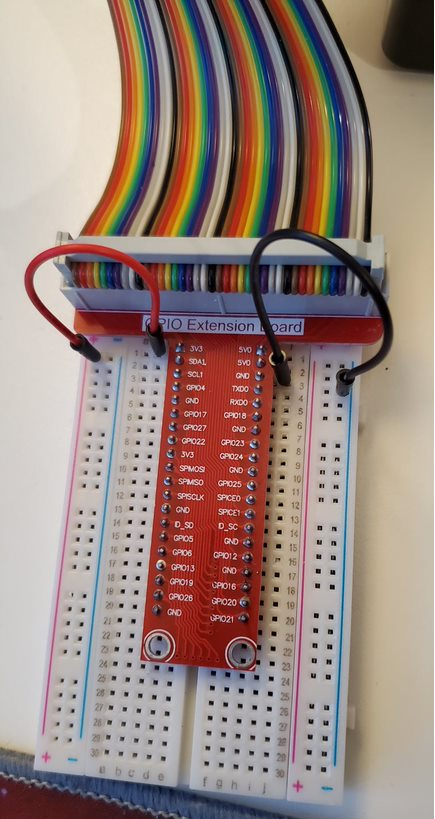 GPIO Extension Board
3V3 5V0
SDA1 5V0
SCL1 GND
GPIO4 TXD0
GND RXD0
GPIO17 GPIO18
GPIO27 GND
GPIO22 GPIO23
3V3 GPIO24
SPIMOSI GND
SPIMISO GPIO25
SPISCLK SPICE0
GND SPICE1
ID_SD ID_SC
GPIO5 GND
GPIO6 GPIO12
GPIO13 GND
GPIO19 GPIO16
GPIO26 GPIO20
GND GPIO21
+ − a b c d e f g h i j + −